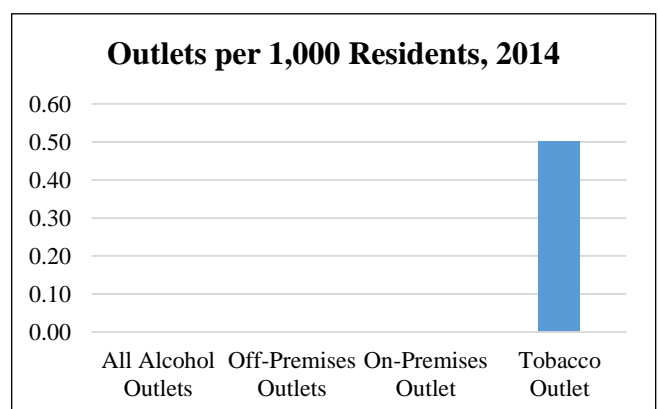 Outlets per 1,000 Residents, 2014
0.60
0.50
0.40
0.30
0.20
0.10
0.00
All Alcohol Outlets
Off-Premises Outlets
On-Premises Outlet
Tobacco Outlet